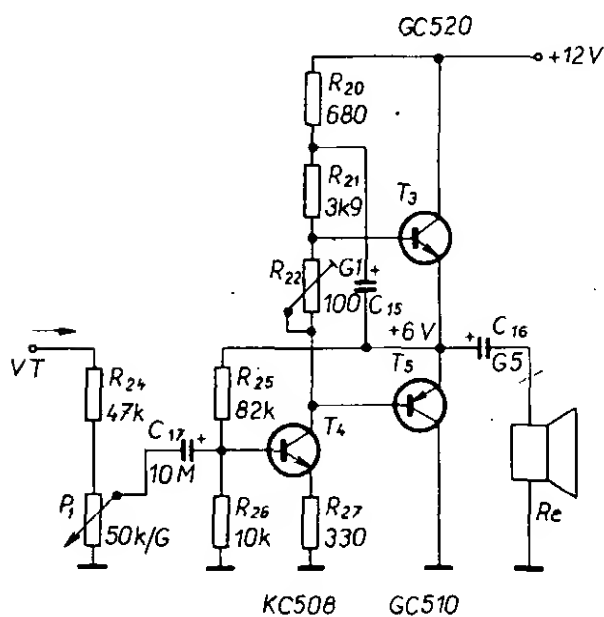 GC520
+12V
R20
680
R21
3k9
T3
R22
G1 +
100
C15
+6V
+ C16
G5
VT
R24
47k
R25
82k
T5
C17 +
10M
T4
P1
50k/G
R26
10k
R27
330
Re
KC508
GC510